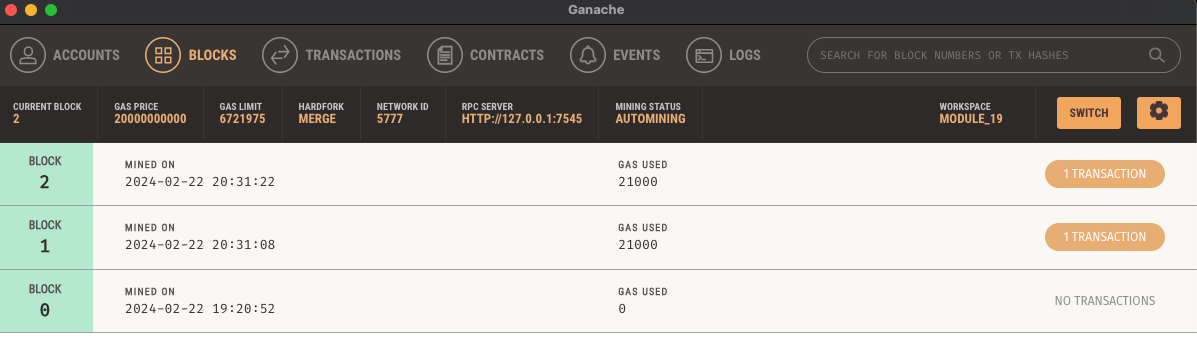 Ganache
ACCOUNTS BLOCKS TRANSACTIONS CONTRACTS EVENTS LOGS SEARCH FOR BLOCK NUMBERS OR TX HASHES
CURRENT BLOCK GAS PRICE GAS LIMIT HARDFORK NETWORK ID RPC SERVER MINING STATUS WORKSPACE
2 20000000000 6721975 MERGE 5777 HTTP://127.0.0.1:7545 AUTOMINING MODULE_19 SWITCH
BLOCK MINED ON GAS USED
2 2024-02-22 20:31:22 21000 1 TRANSACTION
BLOCK MINED ON GAS USED
1 2024-02-22 20:31:08 21000 1 TRANSACTION
BLOCK MINED ON GAS USED
0 2024-02-22 19:20:52 0 NO TRANSACTIONS